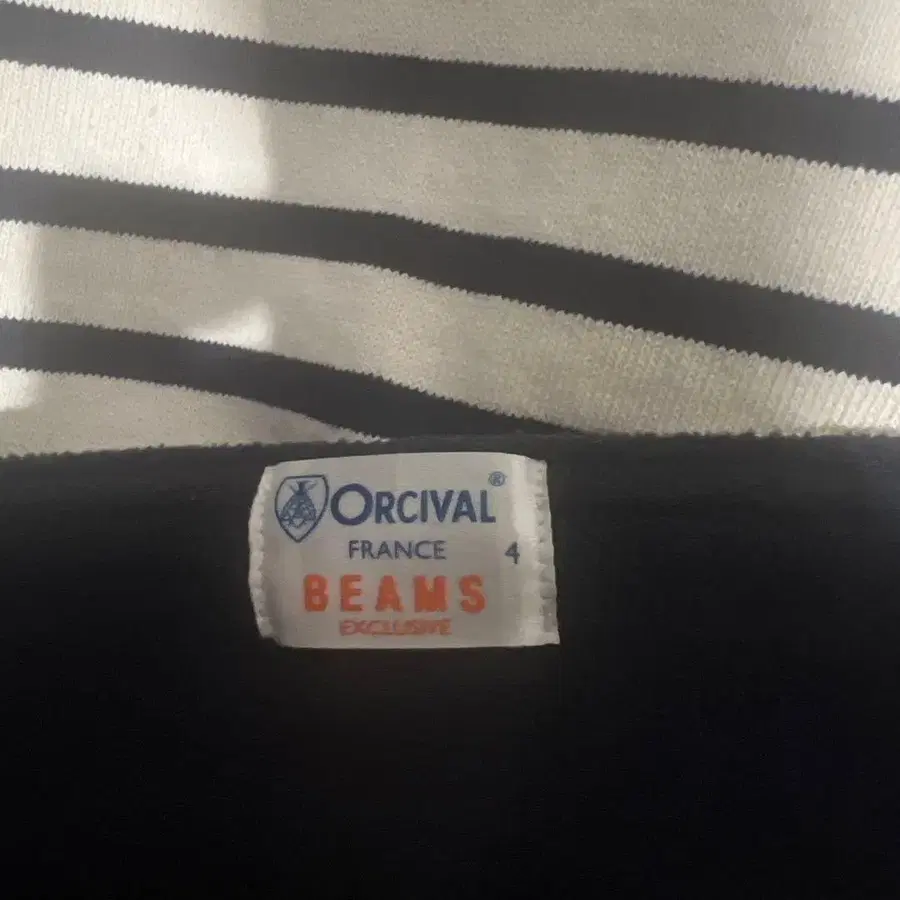 ORCIVAL®
FRANCE 4
BEAMS
EXCLUSIVE